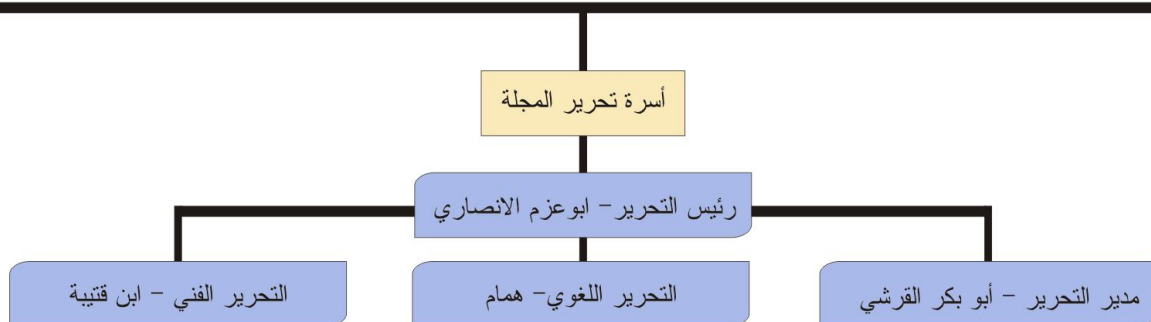 أسرة تحرير المجلة
رئيس التحرير- ابوعزم الانصاري
مدير التحرير - أبو بكر القرشي
التحرير اللغوي- همام
التحرير الفني - ابن قتيبة